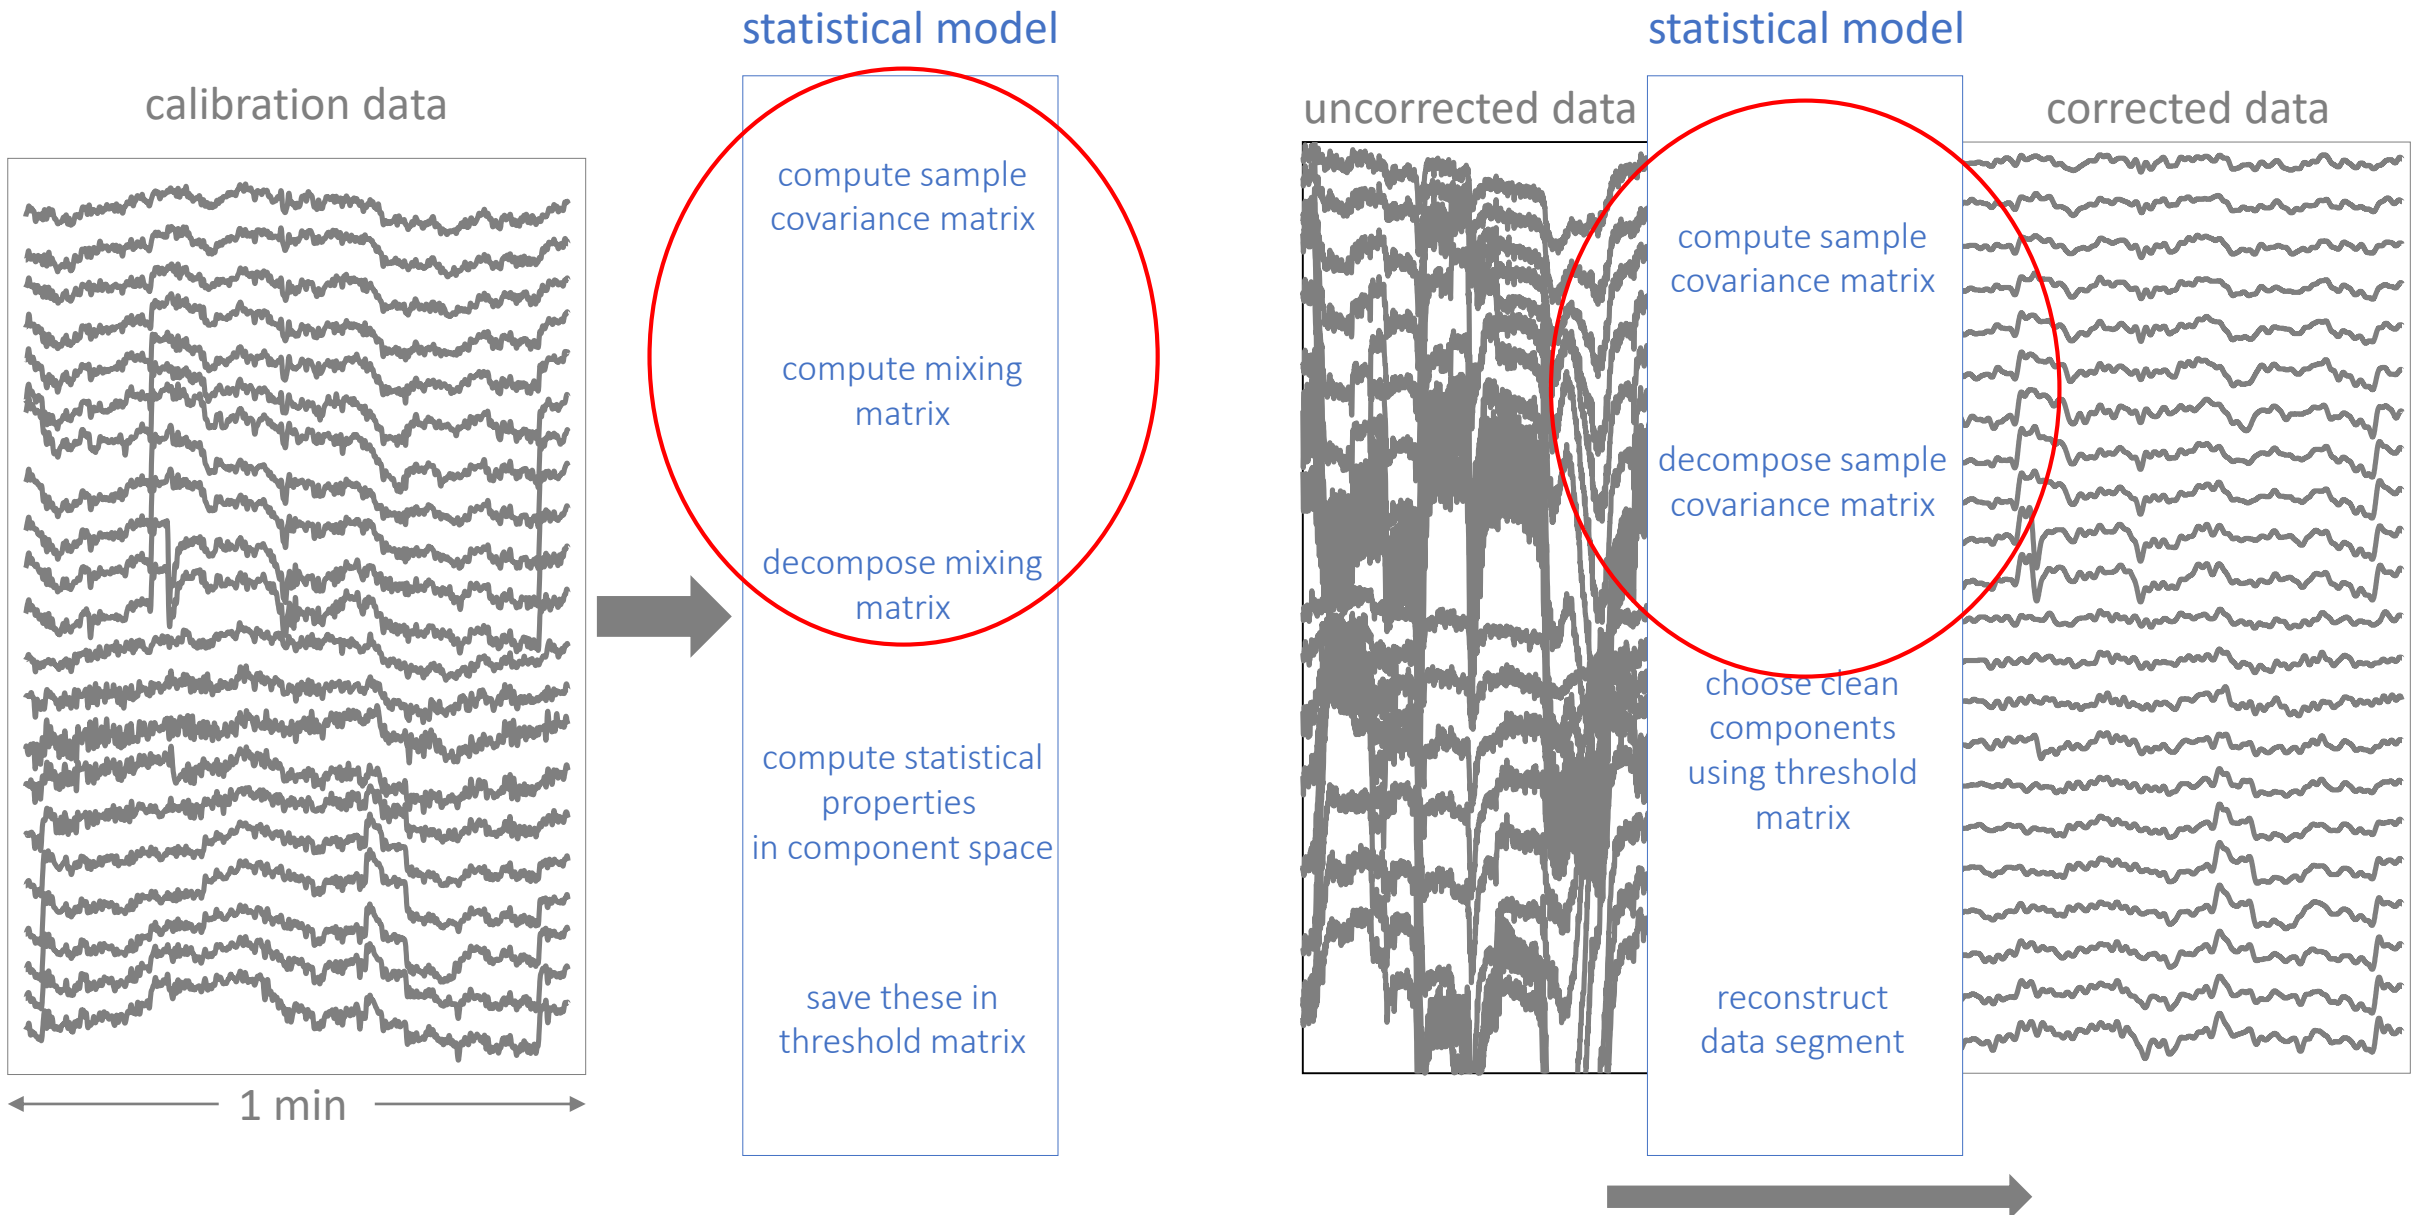 statistical model
calibration data
compute sample
covariance matrix
compute mixing
matrix
decompose mixing
matrix
compute statistical
properties
in component space
save these in
threshold matrix
1 min
statistical model
uncorrected data
corrected data
compute sample
covariance matrix
decompose sample
covariance matrix
choose clean
components
using threshold
matrix
reconstruct
data segment